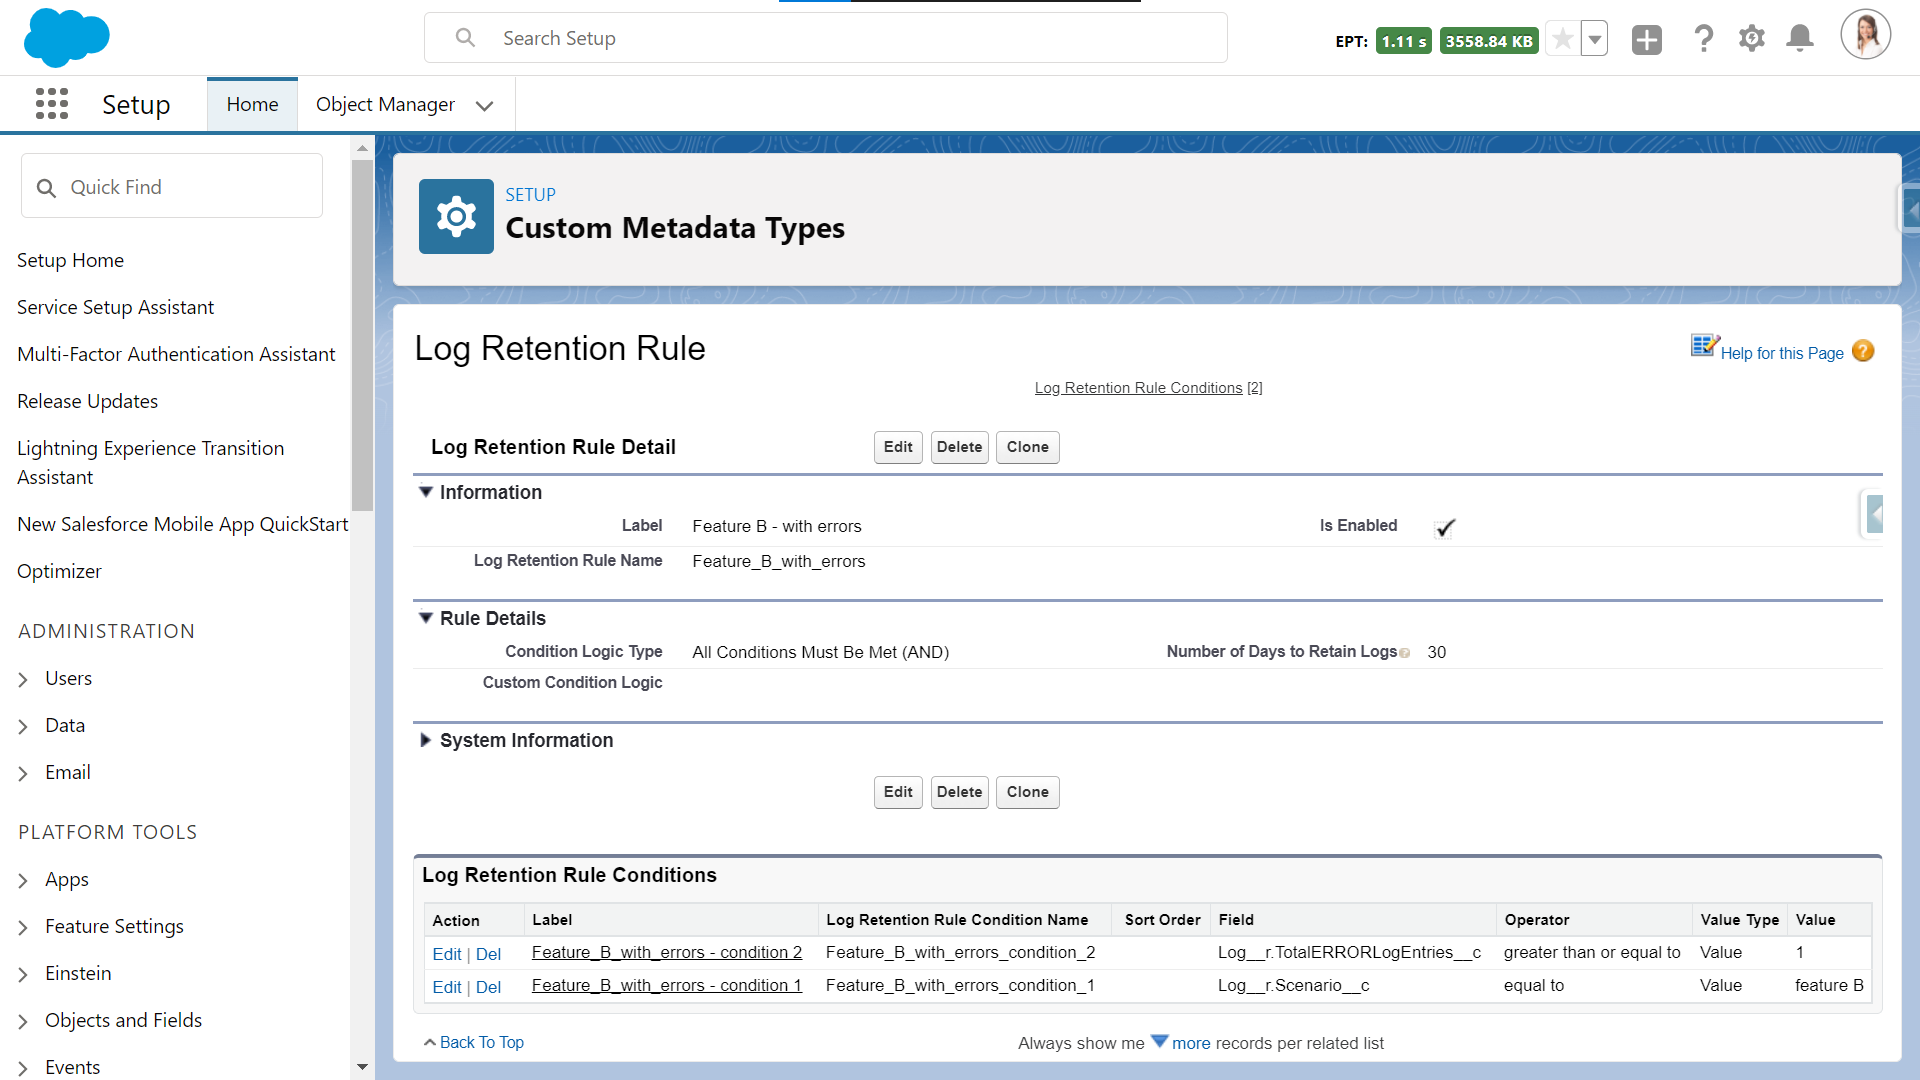 Search Setup
EPT: 1.11 s 3558.84 KB
Setup Home Object Manager
Quick Find
Setup Home
Service Setup Assistant
Multi-Factor Authentication Assistant
Release Updates
Lightning Experience Transition
Assistant
New Salesforce Mobile App QuickStart
Optimizer
ADMINISTRATION
Users
Data
Email
PLATFORM TOOLS
Apps
Feature Settings
Einstein
Objects and Fields
Events
SETUP
Custom Metadata Types
Log Retention Rule
Help for this Page ?
Log Retention Rule Conditions [2]
Log Retention Rule Detail Edit Delete Clone
Information
Label Feature B - with errors Is Enabled
Log Retention Rule Name Feature_B_with_errors
Rule Details
Condition Logic Type All Conditions Must Be Met (AND) Number of Days to Retain Logs 30
Custom Condition Logic
System Information
Edit Delete Clone
Log Retention Rule Conditions
Action Label Log Retention Rule Condition Name Sort Order Field Operator Value Type Value
Edit | Del Feature_B_with_errors - condition 2 Feature_B_with_errors_condition_2 Log__r.TotalERRORLogEntries__c greater than or equal to Value 1
Edit | Del Feature_B_with_errors - condition 1 Feature_B_with_errors_condition_1 Log__r.Scenario__c equal to Value feature B
Back To Top Always show me more records per related list